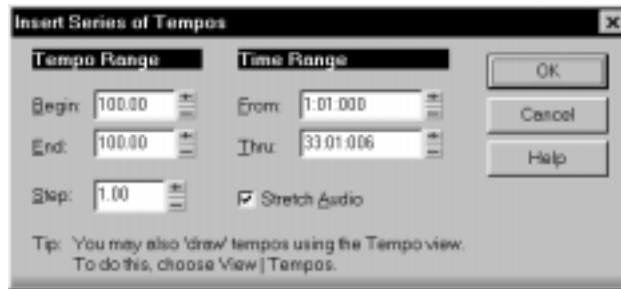 Insert Series of Tempos
Tempo Range
Time Range
Begin: 100.00
From: 1:01:000
End: 100.00
Thru: 33:01:006
Step: 1.00
Stretch Audio
OK
Cancel
Help
Tip: You may also 'draw' tempos using the Tempo view.
To do this, choose View | Tempos.